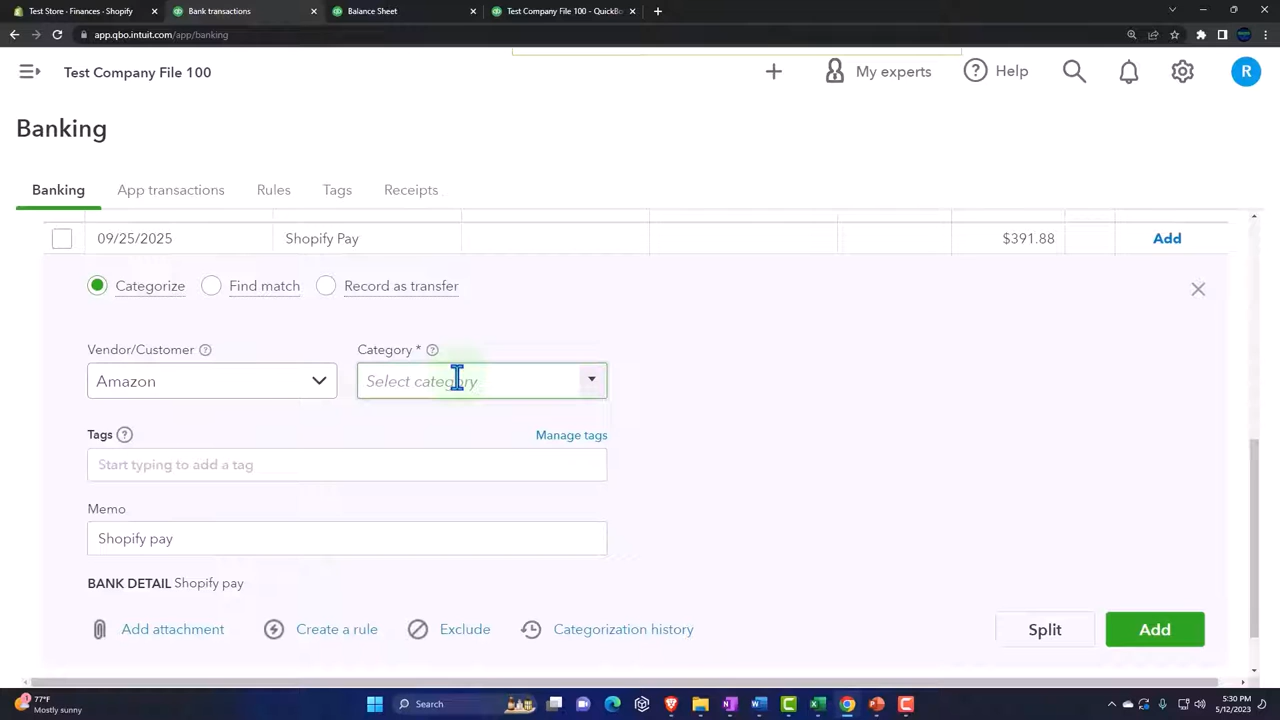 Test Store - Finances - Shopify
Bank transactions
Balance Sheet
Test Company File 100 - QuickBo
app.qbo.intuit.com/app/banking
Test Company File 100
My experts
Help
R
Banking
Banking
App transactions
Rules
Tags
Receipts
09/25/2025
Shopify Pay
$391.88
Add
Categorize
Find match
Record as transfer
Vendor/Customer
Category *
Amazon
Select category
Tags
Manage tags
Start typing to add a tag
Memo
Shopify pay
BANK DETAIL Shopify pay
Add attachment
Create a rule
Exclude
Categorization history
Split
Add
77°F
Mostly sunny
Search
5:30 PM
5/12/2023